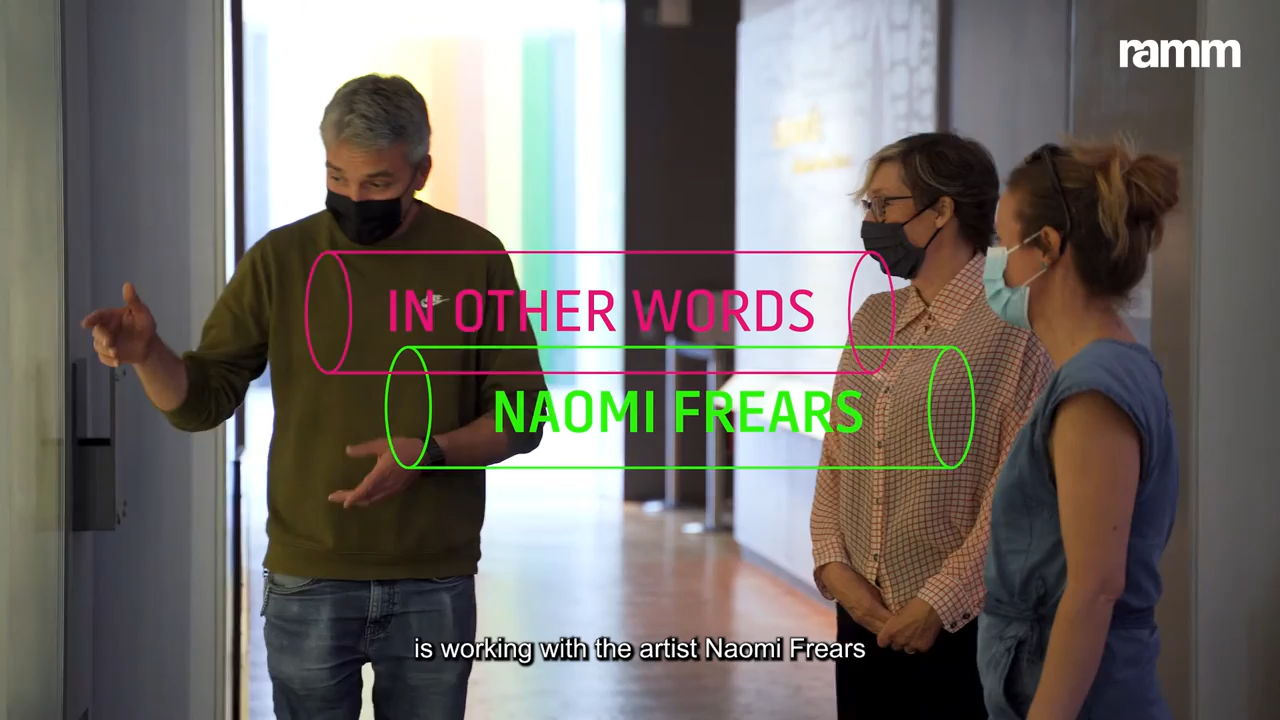 ramm
IN OTHER WORDS
NAOMI FREARS
is working with the artist Naomi Frears